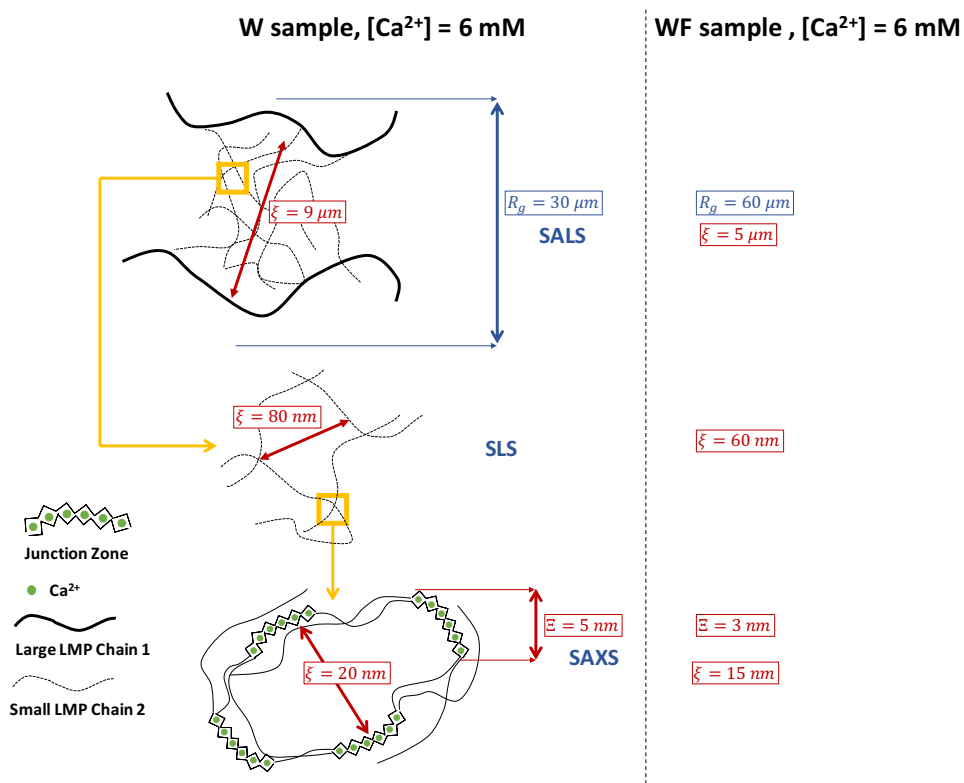 W sample, [Ca²⁺] = 6 mM
WF sample , [Ca²⁺] = 6 mM
R_g = 30 μm
R_g = 60 μm
ξ = 9 μm
SALS
ξ = 5 μm
ξ = 80 nm
SLS
ξ = 60 nm
Junction Zone
Ca²⁺
Large LMP Chain 1
Small LMP Chain 2
Ξ = 5 nm
Ξ = 3 nm
SAXS
ξ = 20 nm
ξ = 15 nm